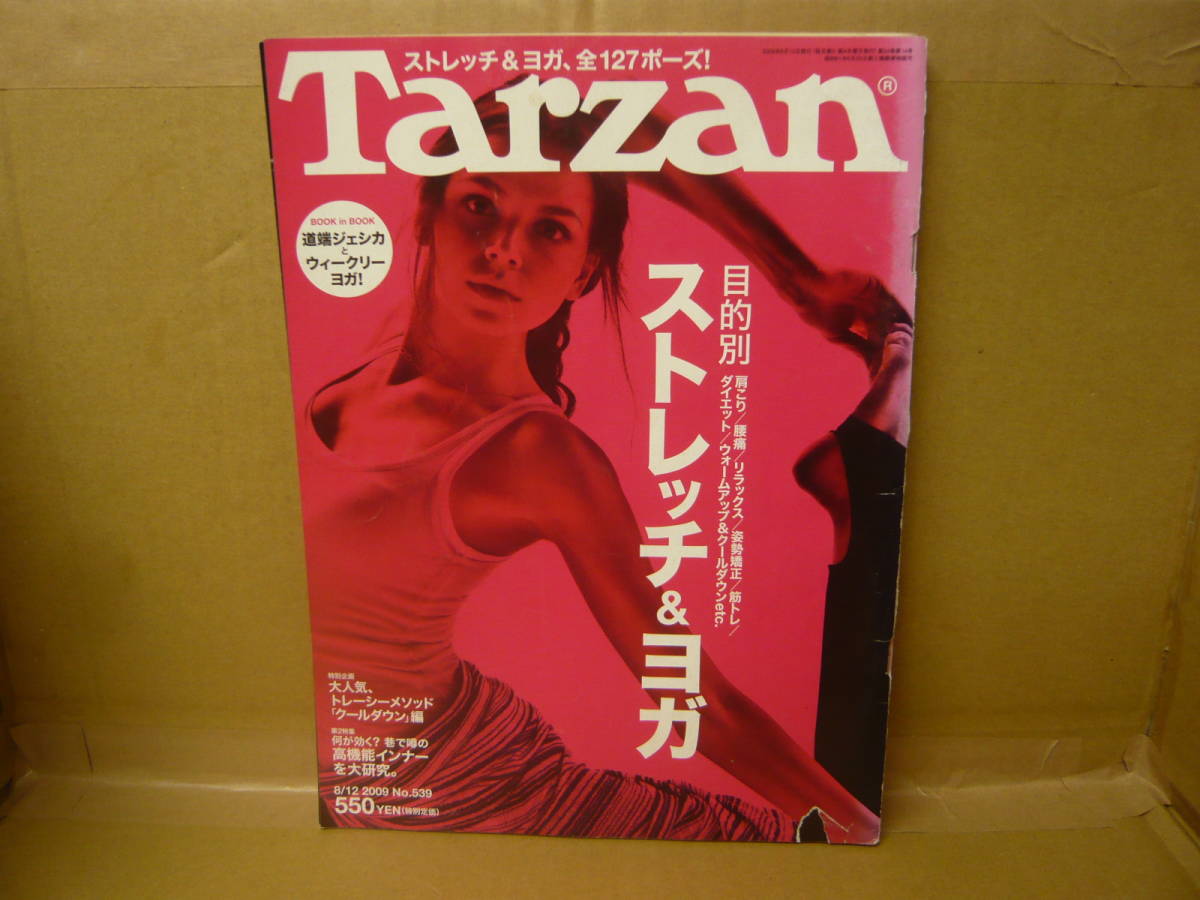 ストレッチ&ヨガ、全127ポーズ!
Tarzan®
BOOK in BOOK
道端ジェシカ
と
ウィークリー
ヨガ!
目的別
肩こり/腰痛/リラックス/姿勢矯正/筋トレ/
ダイエット/ウォームアップ&クールダウンetc.
ストレッチ&ヨガ
特別企画
大人気、
トレーシーメソッド
「クールダウン」編
第2特集
何が効く? 巷で噂の
高機能インナー
を大研究。
8/12 2009 No.539
550YEN(特別定価)